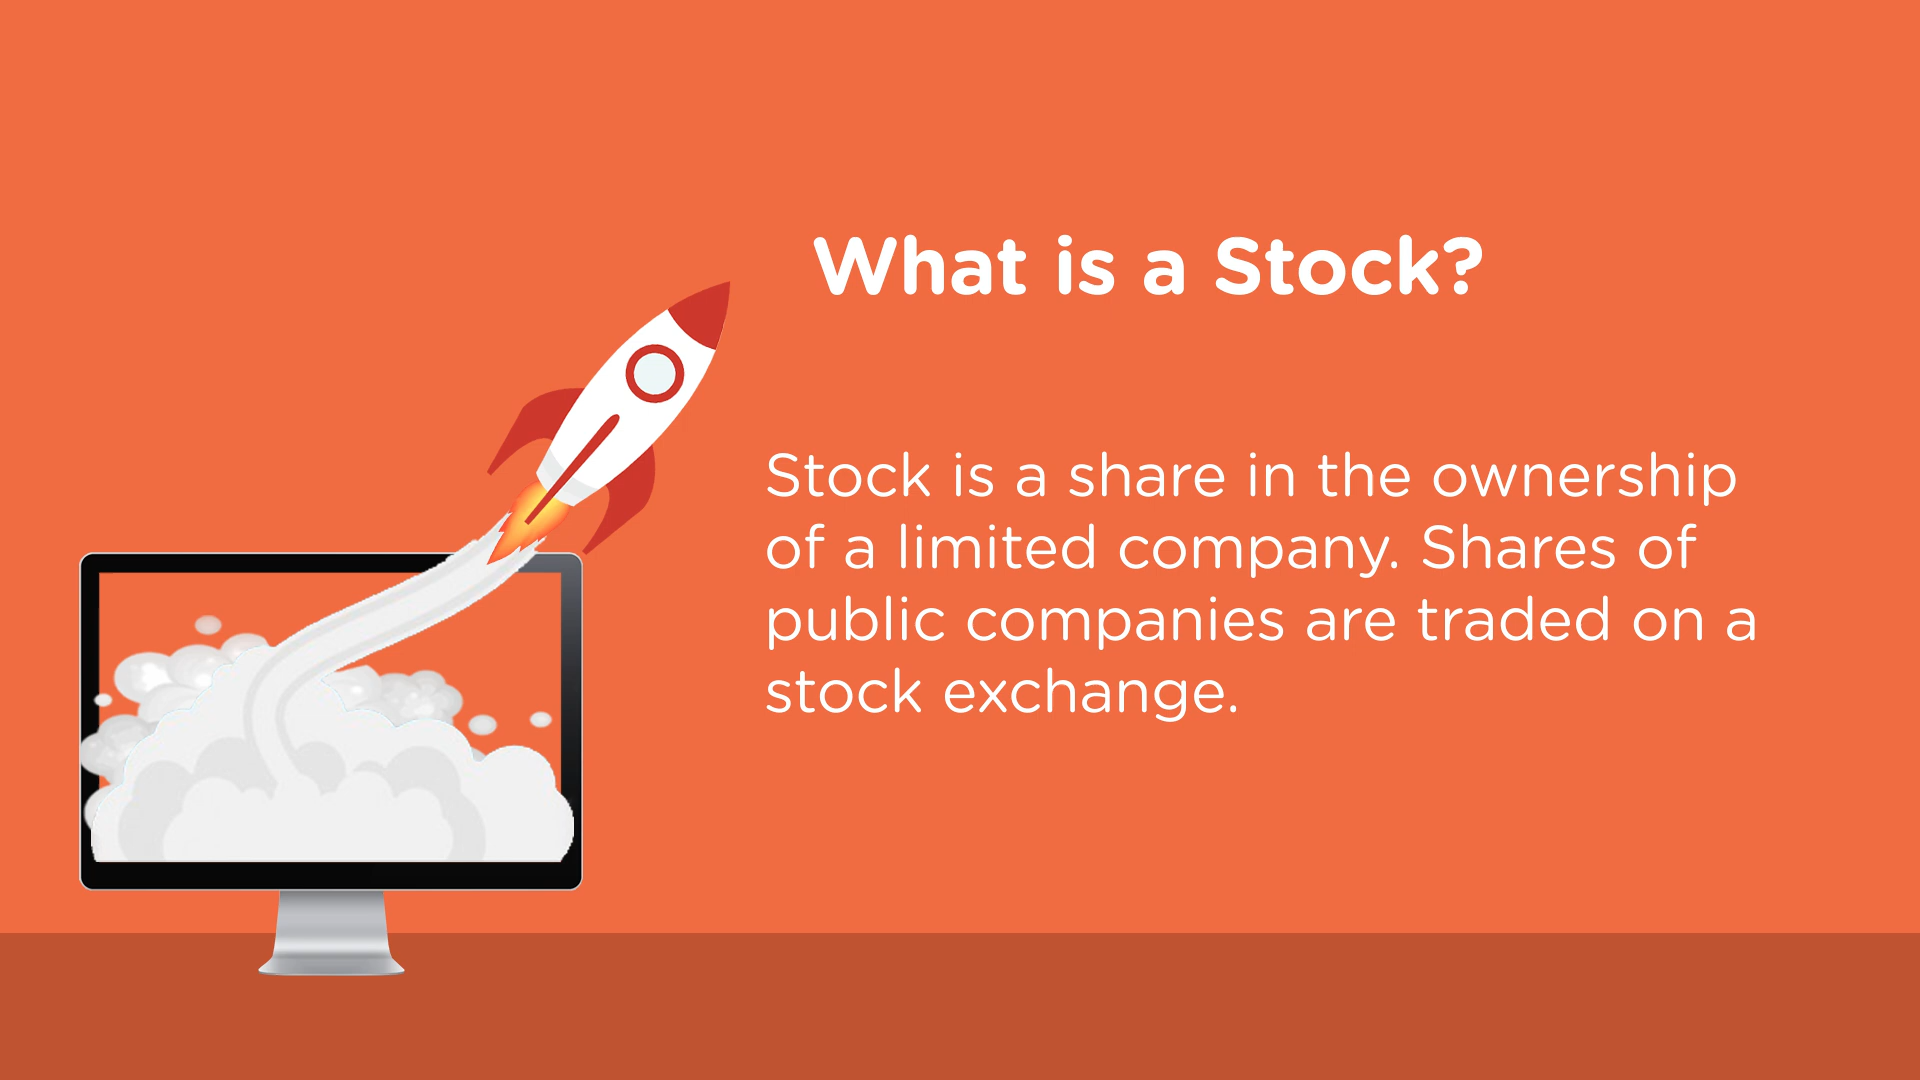 What is a Stock?
Stock is a share in the ownership
of a limited company. Shares of
public companies are traded on a
stock exchange.